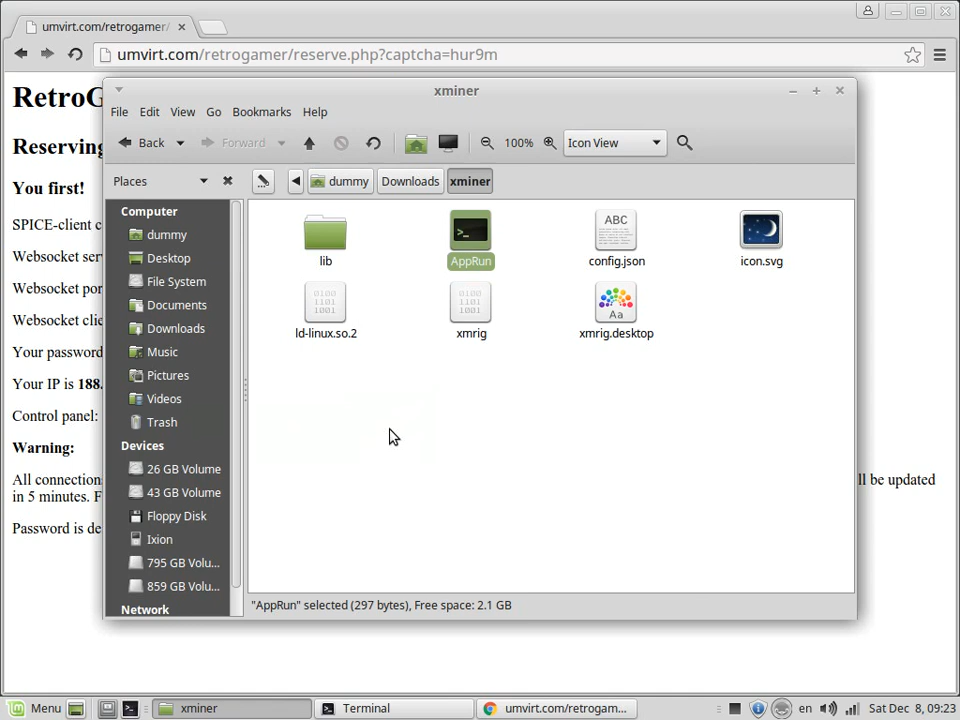 umvirt.com/retrogamer/
umvirt.com/retrogamer/reserve.php?captcha=hur9m
RetroG
Reserving
You first!
SPICE-client c
Websocket ser
Websocket por
Websocket clie
Your password
Your IP is 188.
Control panel:
Warning:
All connection
ll be updated
in 5 minutes. F
Password is de
xminer
File Edit View Go Bookmarks Help
Back Forward 100% Icon View
Places dummy Downloads xminer
Computer
dummy
Desktop
File System
Documents
Downloads
Music
Pictures
Videos
Trash
Devices
26 GB Volume
43 GB Volume
Floppy Disk
Ixion
795 GB Volu...
859 GB Volu...
Network
ABC
lib AppRun config.json icon.svg
0100 1101 1001 0100 1101 1001 Aa
ld-linux.so.2 xmrig xmrig.desktop
"AppRun" selected (297 bytes), Free space: 2.1 GB
Menu xminer Terminal umvirt.com/retrogam... en Sat Dec 8, 09:23